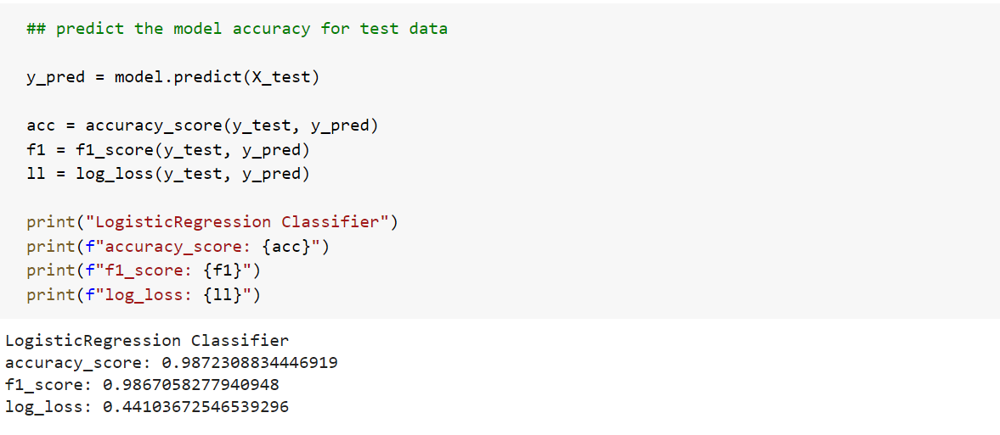 ## predict the model accuracy for test data
y_pred = model.predict(X_test)
acc = accuracy_score(y_test, y_pred)
f1 = f1_score(y_test, y_pred)
ll = log_loss(y_test, y_pred)
print("LogisticRegression Classifier")
print(f"accuracy_score: {acc}")
print(f"f1_score: {f1}")
print(f"log_loss: {ll}")
LogisticRegression Classifier
accuracy_score: 0.9872308834446919
f1_score: 0.9867058277940948
log_loss: 0.44103672546539296